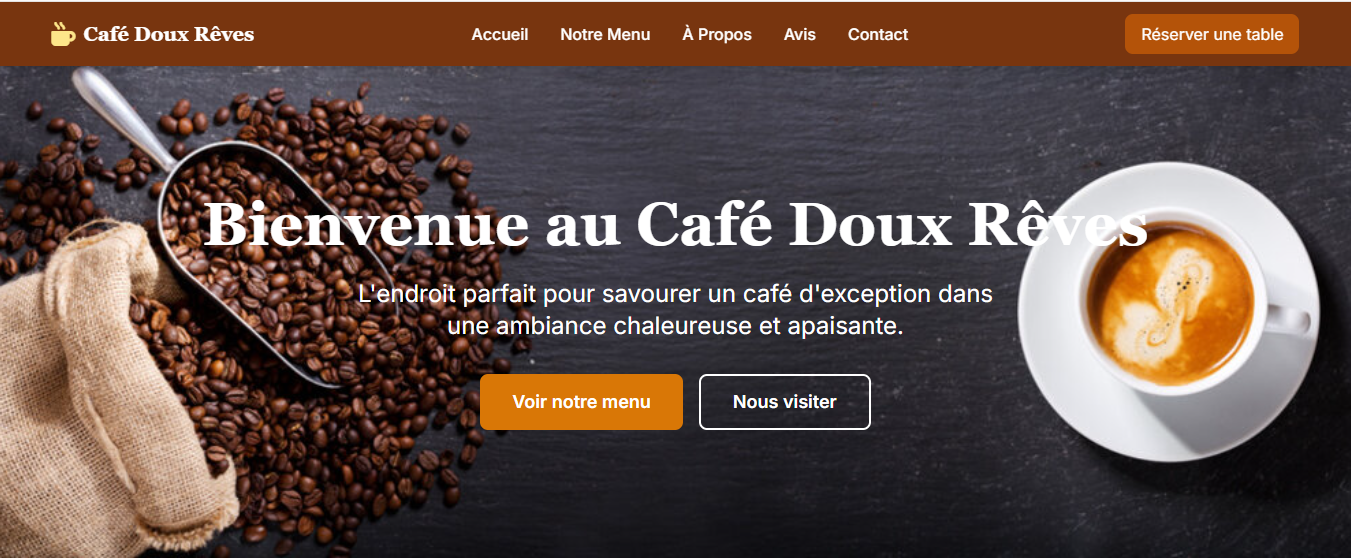 Café Doux Rêves
Accueil
Notre Menu
À Propos
Avis
Contact
Réserver une table
Bienvenue au Café Doux Rêves
L'endroit parfait pour savourer un café d'exception dans
une ambiance chaleureuse et apaisante.
Voir notre menu
Nous visiter